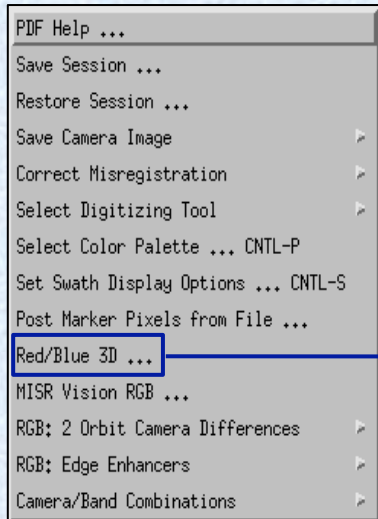 PDF Help ...
Save Session ...
Restore Session ...
Save Camera Image
Correct Misregistration
Select Digitizing Tool
Select Color Palette ... CNTL-P
Set Swath Display Options ... CNTL-S
Post Marker Pixels from File ...
Red/Blue 3D ...
MISR Vision RGB ...
RGB: 2 Orbit Camera Differences
RGB: Edge Enhancers
Camera/Band Combinations